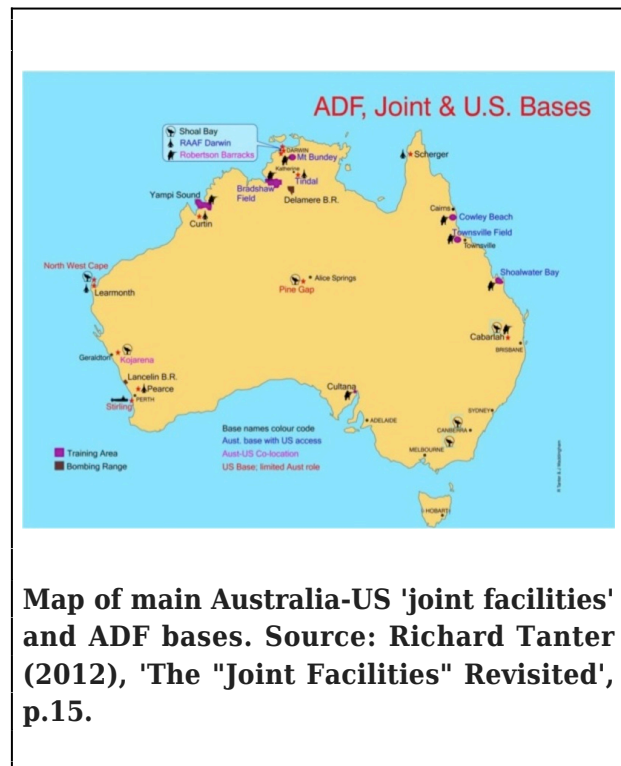 ADF, Joint & U.S. Bases
Shoal Bay
RAAF Darwin
Robertson Barracks
DARWIN
Mt Bundey
Katherine
Tindal
Bradshaw
Field
Delamere B.R.
Scherger
Yampi Sound
Curtin
Cairns
Cowley Beach
Townsville Field
Townsville
North West Cape
Learmonth
Alice Springs
Pine Gap
Shoalwater Bay
Geraldton
Kojarena
Cabarlah
BRISBANE
Lancelin B.R.
Pearce
PERTH
Stirling
Cultana
ADELAIDE
SYDNEY
CANBERRA
MELBOURNE
HOBART
Training Area
Bombing Range
Base names colour code
Aust. base with US access
Aust-US Co-location
US Base; limited Aust role
Map of main Australia-US 'joint facilities'
and ADF bases. Source: Richard Tanter
(2012), 'The "Joint Facilities" Revisited',
p.15.